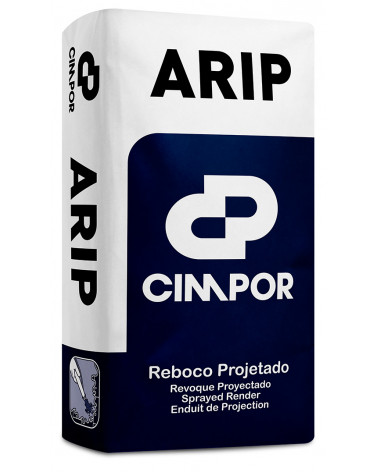 ARIP
CIMPOR
Reboco Projetado
Revoque Proyectado
Sprayed Render
Enduit de Projection
CIMPOR
ARIP